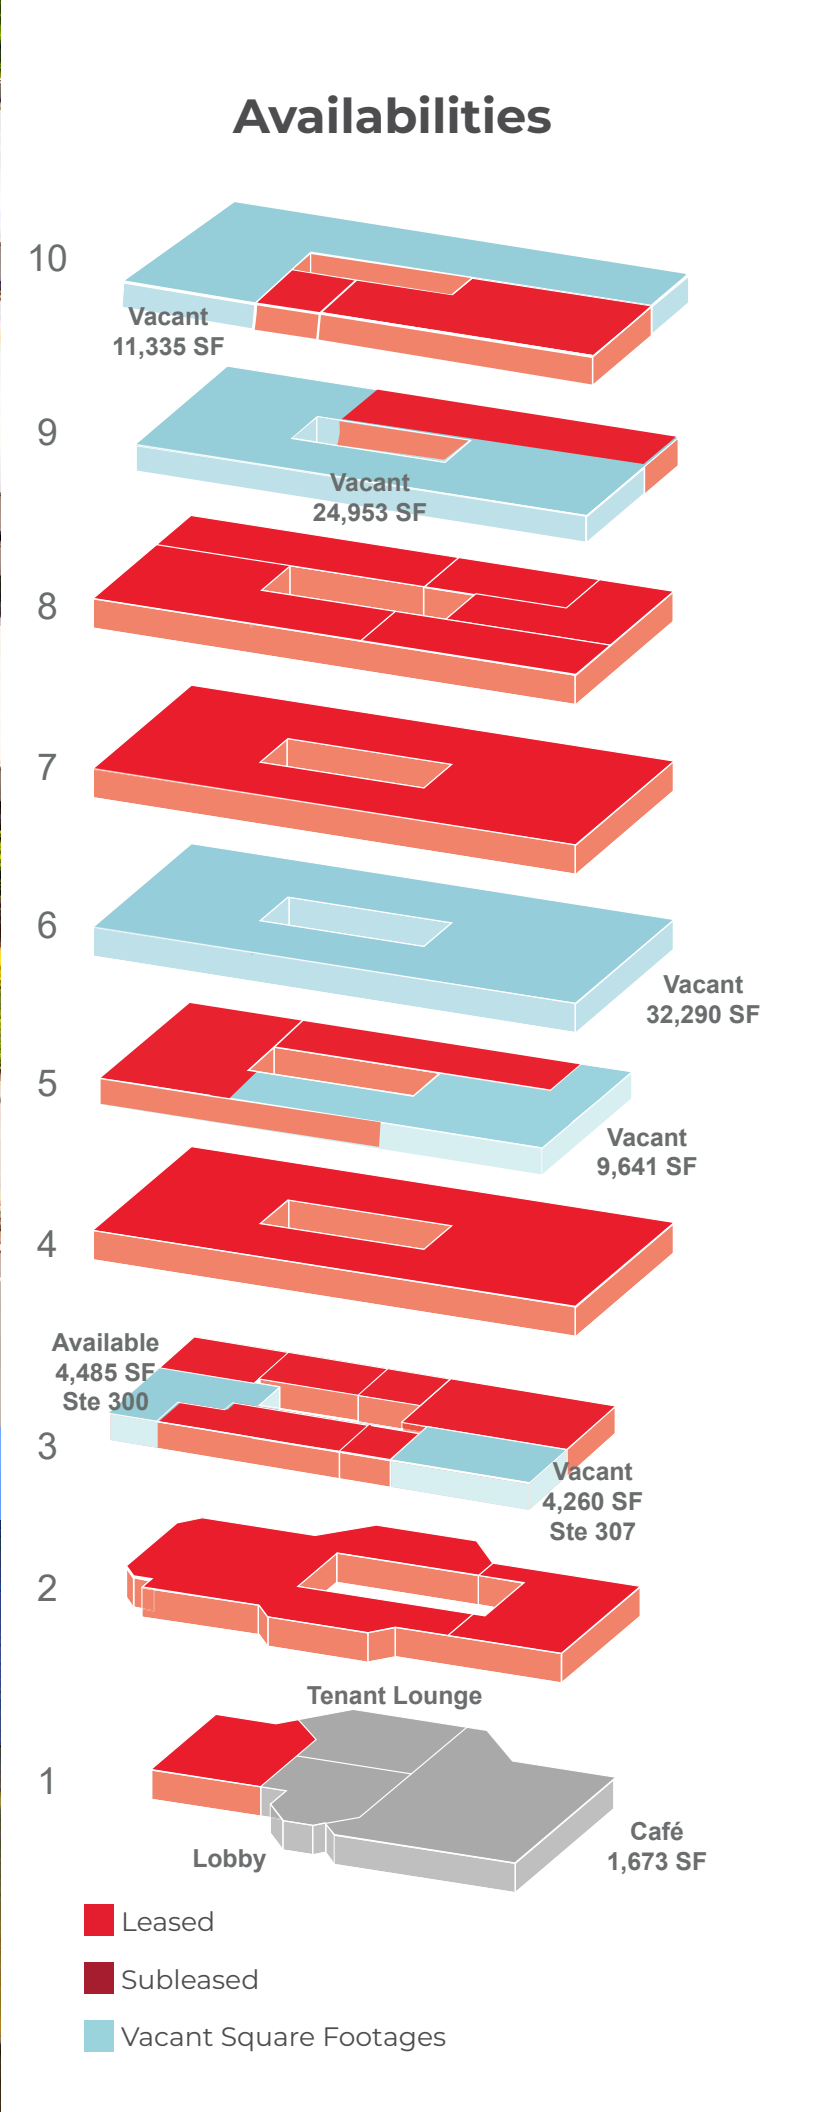 Availabilities
10
Vacant
11,335 SF
9
Vacant
24,953 SF
8
7
6
Vacant
32,290 SF
5
Vacant
9,641 SF
4
Available
4,485 SF
Ste 300
3
Vacant
4,260 SF
Ste 307
2
Tenant Lounge
1
Café
1,673 SF
Lobby
Leased
Subleased
Vacant Square Footages